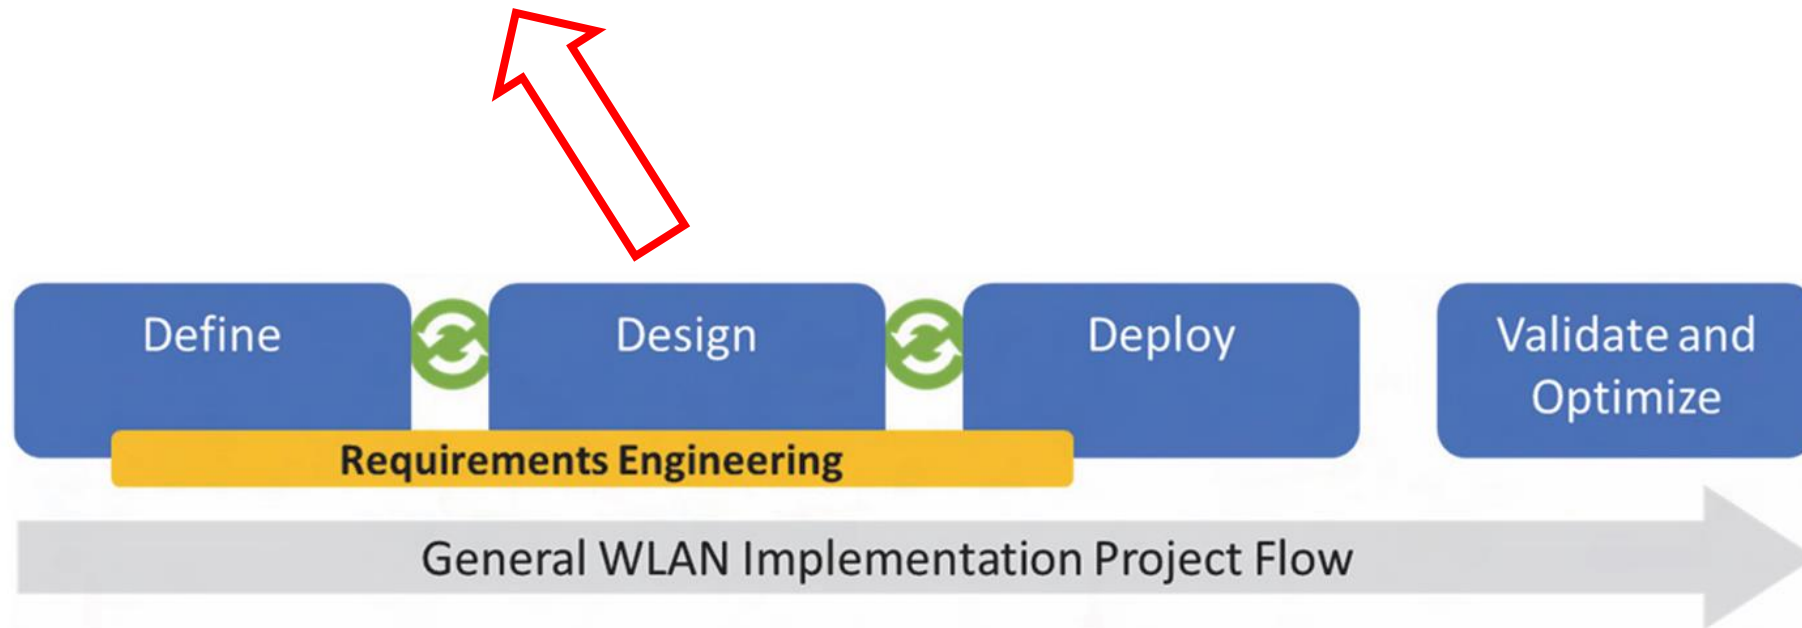 Define
Design
Deploy
Validate and
Optimize
Requirements Engineering
General WLAN Implementation Project Flow